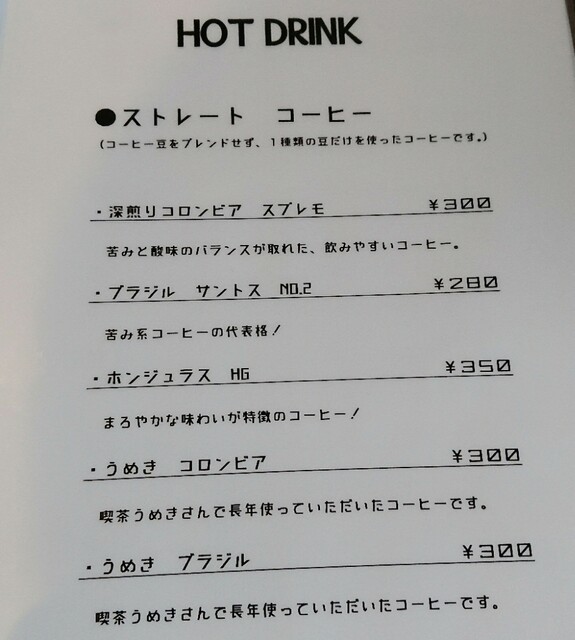 HOT DRINK
●ストレート　コーヒー
(コーヒー豆をブレンドせず、１種類の豆だけを使ったコーヒーです。)
・深煎りコロンビア　スプレモ　¥300
苦みと酸味のバランスが取れた、飲みやすいコーヒー。
・ブラジル　サントス　NO.2　¥280
苦み系コーヒーの代表格！
・ホンジュラス　HG　¥350
まろやかな味わいが特徴のコーヒー！
・うめき　コロンビア　¥300
喫茶うめきさんで長年使っていただいたコーヒーです。
・うめき　ブラジル　¥300
喫茶うめきさんで長年使っていただいたコーヒーです。